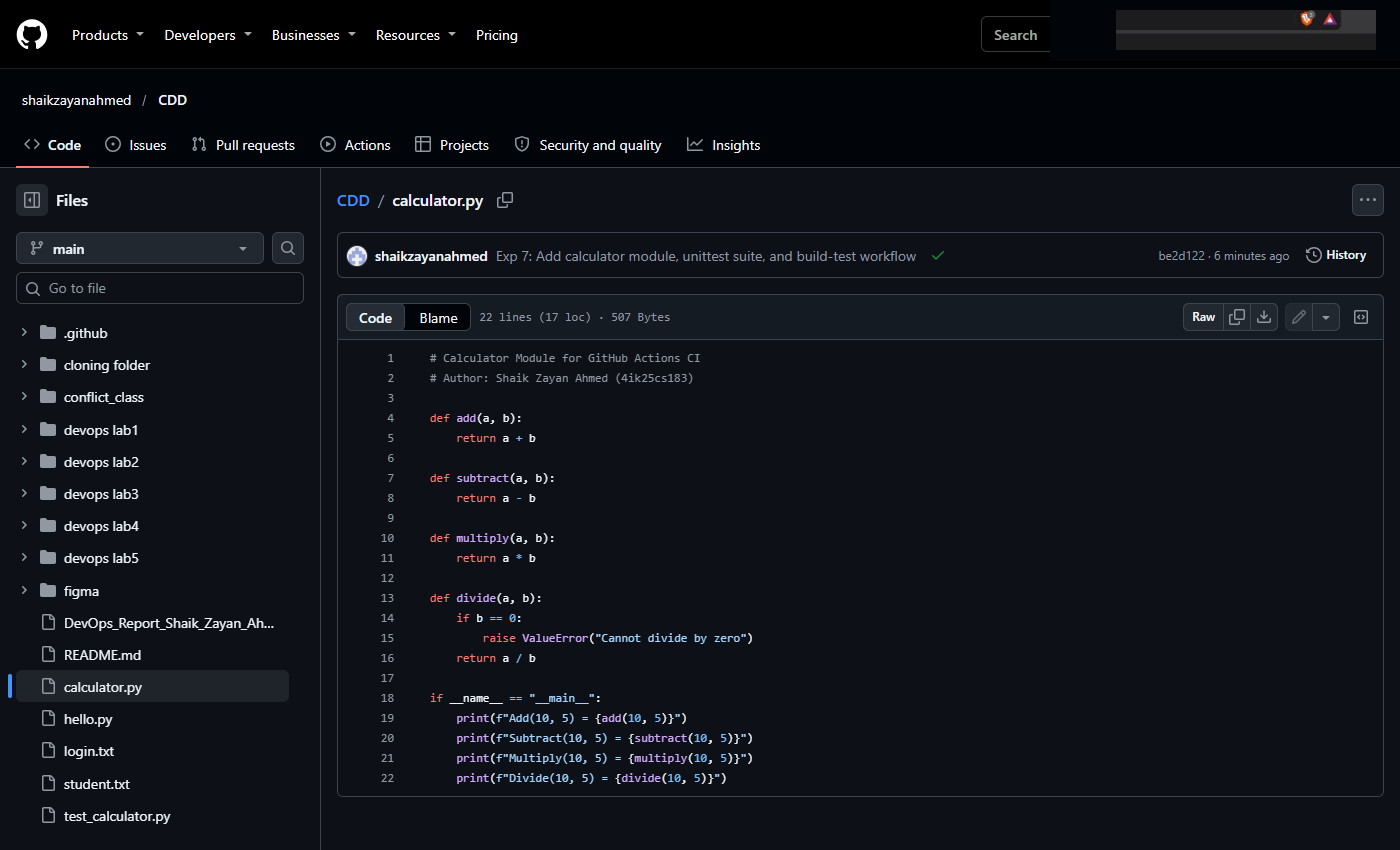 Products Developers Businesses Resources Pricing Search
shaikzayanahmed / CDD
Code Issues Pull requests Actions Projects Security and quality Insights
Files
main
Go to file
.github
cloning folder
conflict_class
devops lab1
devops lab2
devops lab3
devops lab4
devops lab5
figma
DevOps_Report_Shaik_Zayan_Ah...
README.md
calculator.py
hello.py
login.txt
student.txt
test_calculator.py
CDD / calculator.py
shaikzayanahmed Exp 7: Add calculator module, unittest suite, and build-test workflow be2d122 · 6 minutes ago History
Code Blame 22 lines (17 loc) · 507 Bytes Raw
1 # Calculator Module for GitHub Actions CI
2 # Author: Shaik Zayan Ahmed (4ik25cs183)
3
4 def add(a, b):
5     return a + b
6
7 def subtract(a, b):
8     return a - b
9
10 def multiply(a, b):
11     return a * b
12
13 def divide(a, b):
14     if b == 0:
15         raise ValueError("Cannot divide by zero")
16     return a / b
17
18 if __name__ == "__main__":
19     print(f"Add(10, 5) = {add(10, 5)}")
20     print(f"Subtract(10, 5) = {subtract(10, 5)}")
21     print(f"Multiply(10, 5) = {multiply(10, 5)}")
22     print(f"Divide(10, 5) = {divide(10, 5)}")